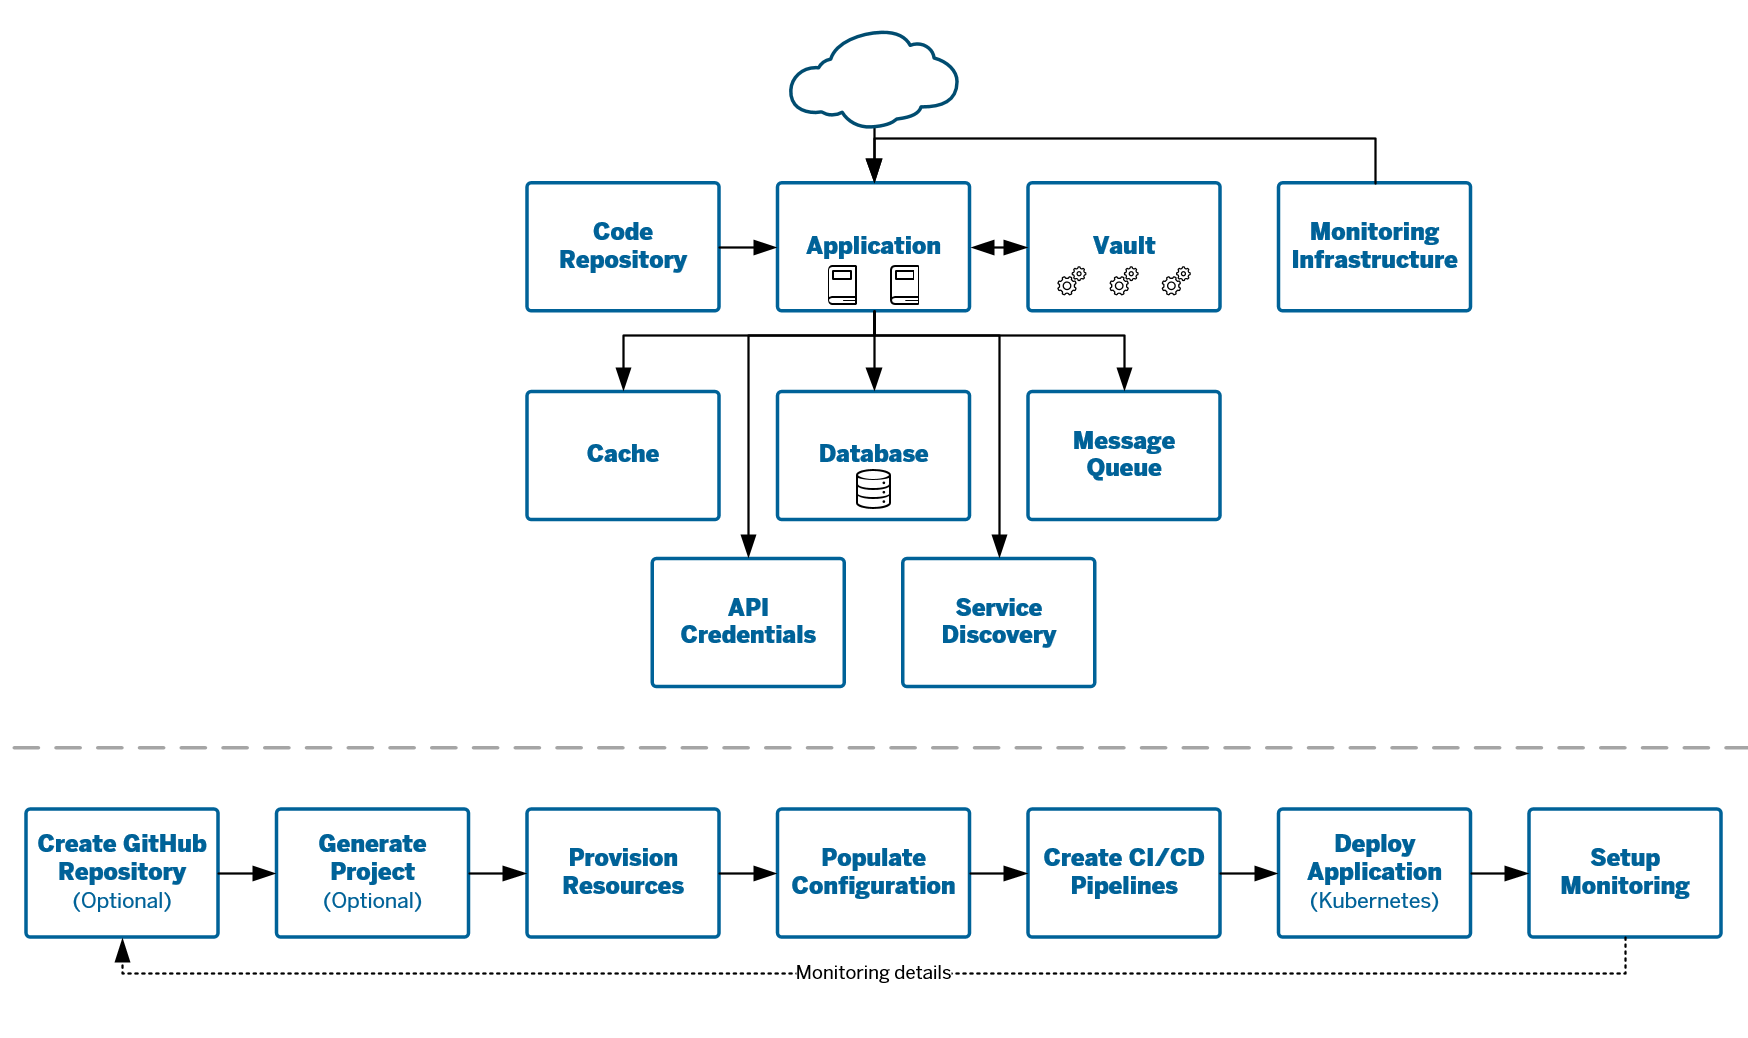 Code
Repository
Application
Vault
Monitoring
Infrastructure
Cache
Database
Message
Queue
API
Credentials
Service
Discovery
Create GitHub
Repository
(Optional)
Generate
Project
(Optional)
Provision
Resources
Populate
Configuration
Create CI/CD
Pipelines
Deploy
Application
(Kubernetes)
Setup
Monitoring
Monitoring details